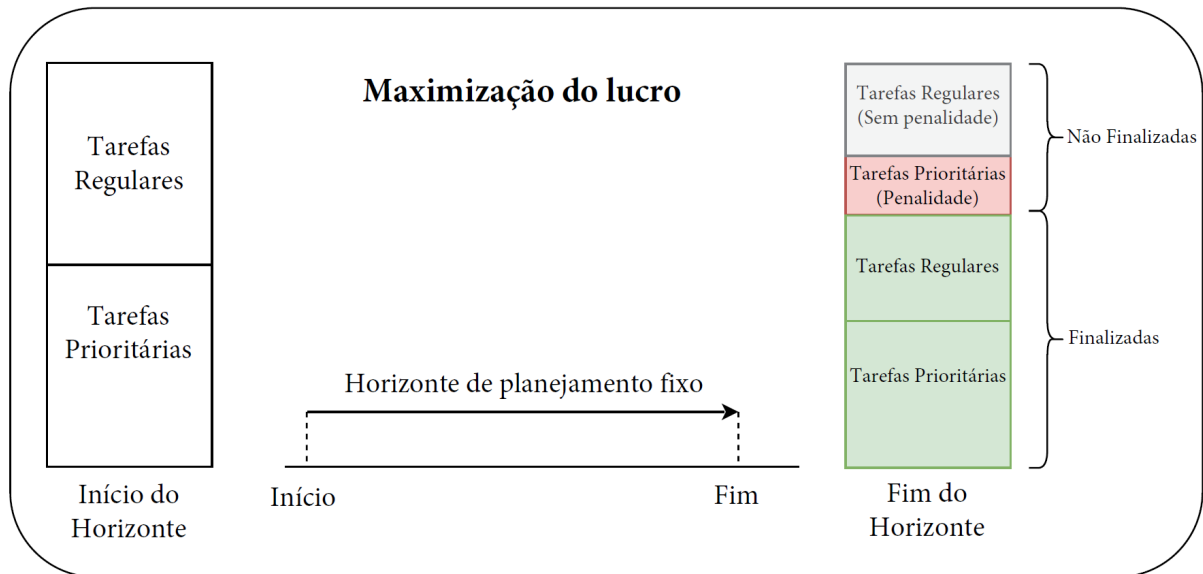 Maximização do lucro
Tarefas
Regulares
Tarefas
Prioritárias
Início do
Horizonte
Horizonte de planejamento fixo
Início
Fim
Tarefas Regulares
(Sem penalidade)
Tarefas Prioritárias
(Penalidade)
Tarefas Regulares
Tarefas Prioritárias
Fim do
Horizonte
Não Finalizadas
Finalizadas